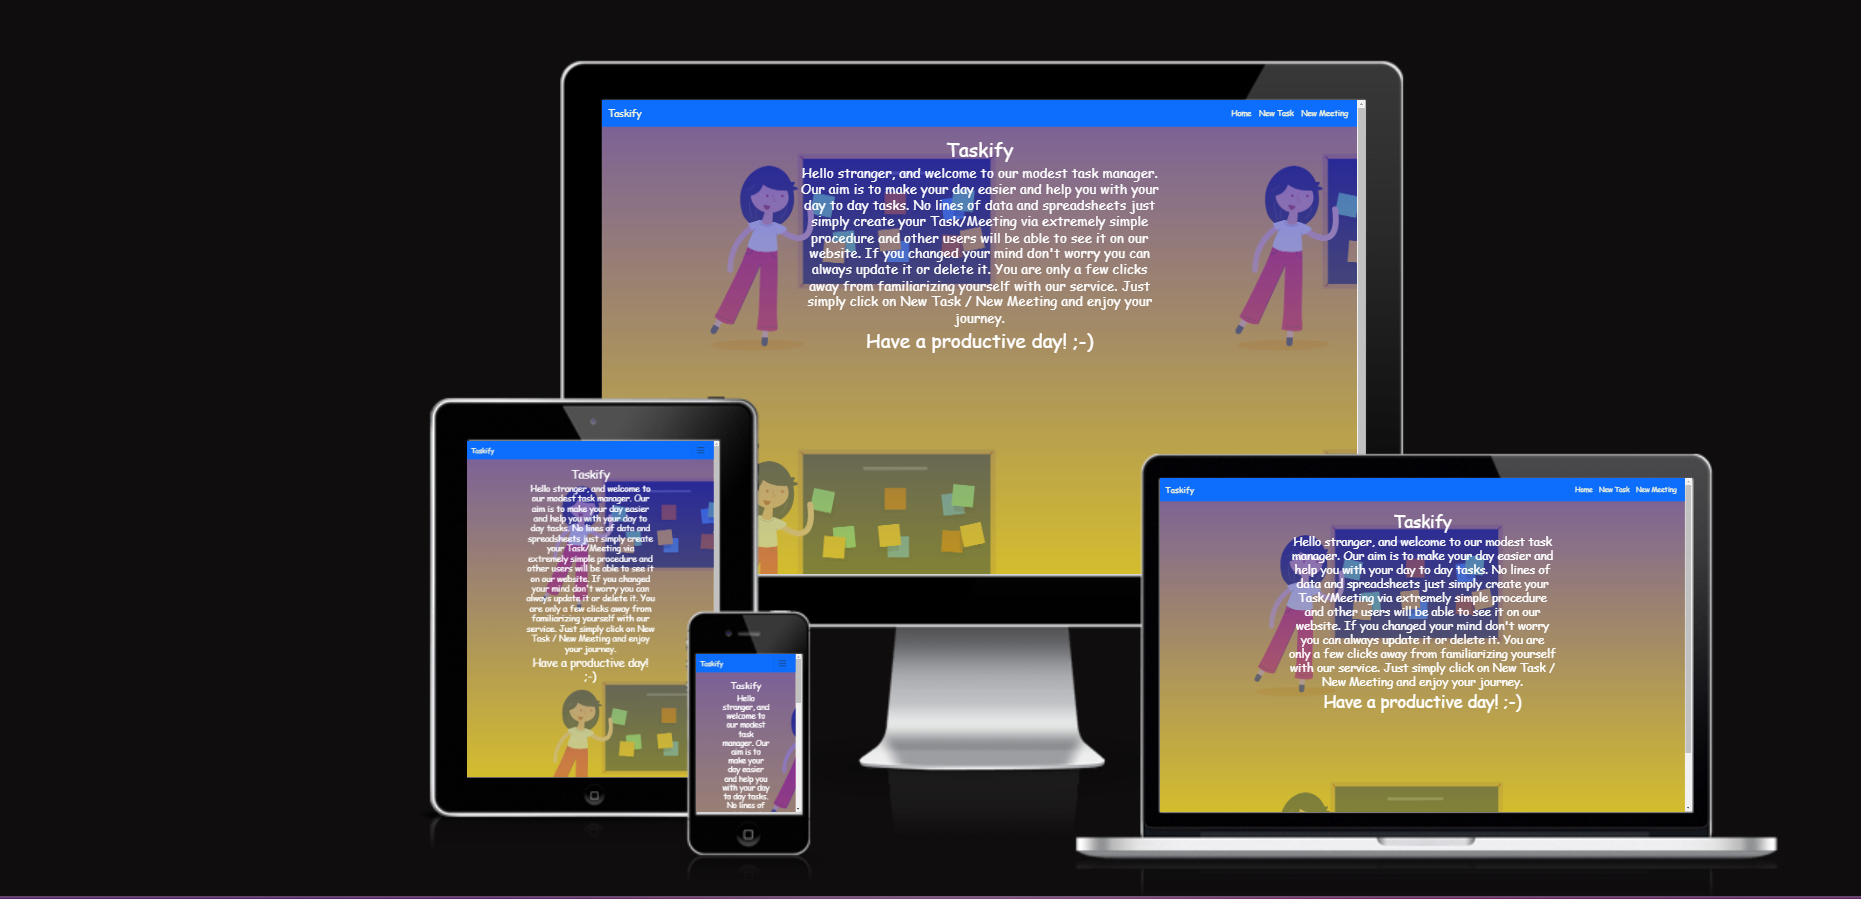 Taskify
Home New Task New Meeting
Taskify
Hello stranger, and welcome to our modest task manager.
Our aim is to make your day easier and help you with your
day to day tasks. No lines of data and spreadsheets just
simply create your Task/Meeting via extremely simple
procedure and other users will be able to see it on our
website. If you changed your mind don't worry you can
always update it or delete it. You are only a few clicks
away from familiarizing yourself with our service. Just
simply click on New Task / New Meeting and enjoy your
journey.
Have a productive day! ;-)
Taskify
Taskify
Hello stranger, and welcome to
our modest task manager. Our
aim is to make your day easier
and help you with your day to
day tasks. No lines of data and
spreadsheets just simply create
your Task/Meeting via
extremely simple procedure and
other users will be able to see it
on our website. If you changed
your mind don't worry you can
always update it or delete it. You
are only a few clicks away from
familiarizing yourself with our
service. Just simply click on New
Task / New Meeting and enjoy
your journey.
Have a productive day!
;-)
Taskify
Taskify
Hello
stranger, and
welcome to
our modest
task
manager. Our
aim is to
make your
day easier
and help you
with your day
to day tasks.
No lines of
Taskify
Home New Task New Meeting
Taskify
Hello stranger, and welcome to our modest task
manager. Our aim is to make your day easier and
help you with your day to day tasks. No lines of
data and spreadsheets just simply create your
Task/Meeting via extremely simple procedure
and other users will be able to see it on our
website. If you changed your mind don't worry
you can always update it or delete it. You are
only a few clicks away from familiarizing yourself
with our service. Just simply click on New Task /
New Meeting and enjoy your journey.
Have a productive day! ;-)